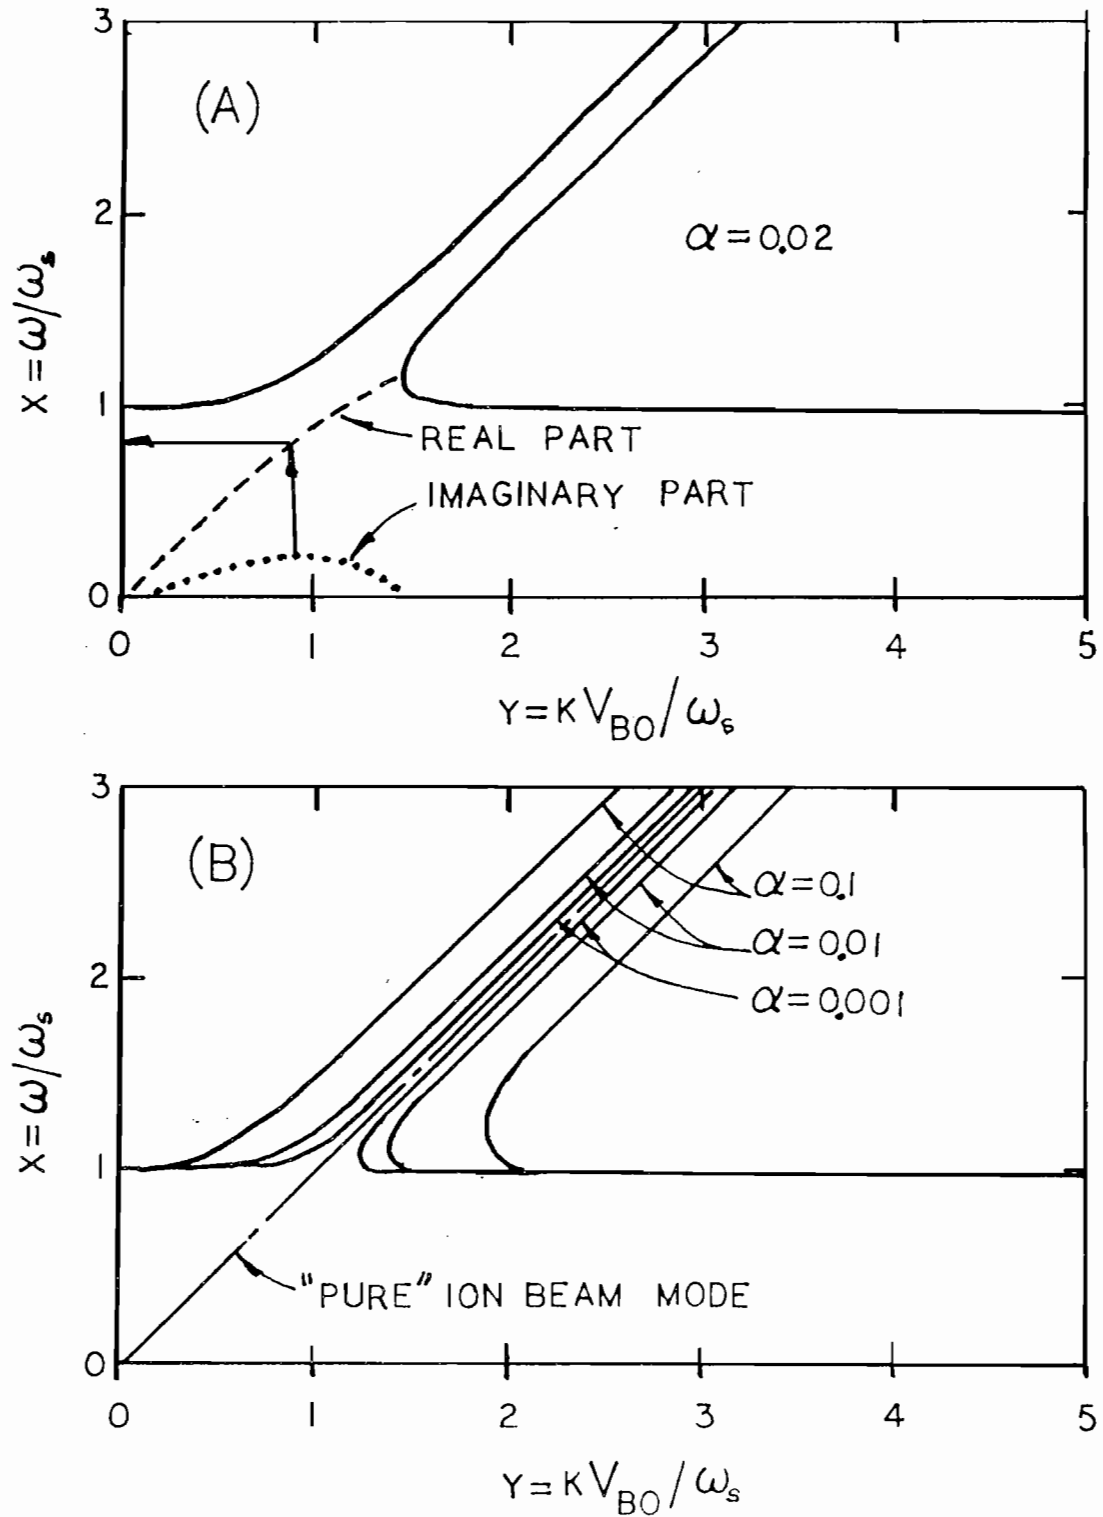 3
(A)
2
α=0.02
X=ω/ωs
1
REAL PART
IMAGINARY PART
0
0 1 2 3 4 5
Y=KVBO/ωs
3
(B)
α=0.1
α=0.01
2
α=0.001
X=ω/ωs
1
"PURE" ION BEAM MODE
0
0 1 2 3 4 5
Y=KVBO/ωs